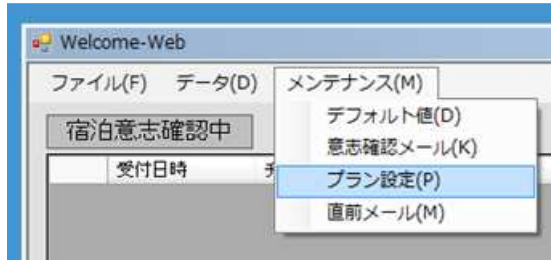 Welcome-Web
ファイル(F) データ(D) メンテナンス(M)
デフォルト値(D)
宿泊意志確認中
意志確認メール(K)
受付日時
プラン設定(P)
直前メール(M)